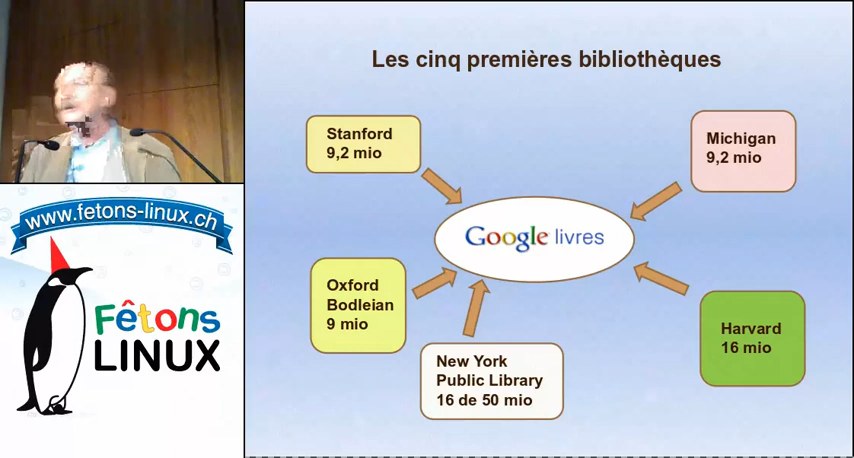 Les cinq premières bibliothèques
Stanford
9,2 mio
Michigan
9,2 mio
Google livres
Oxford
Bodleian
9 mio
New York
Public Library
16 de 50 mio
Harvard
16 mio
www.fetons-linux.ch
Fêtons
LINUX